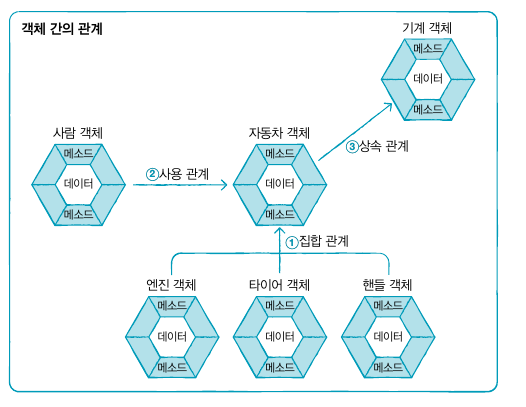 객체 간의 관계
기계 객체
메소드
데이터
메소드
사람 객체
메소드
데이터
메소드
②사용 관계
자동차 객체
메소드
데이터
메소드
③상속 관계
①집합 관계
엔진 객체
메소드
데이터
메소드
타이어 객체
메소드
데이터
메소드
핸들 객체
메소드
데이터
메소드